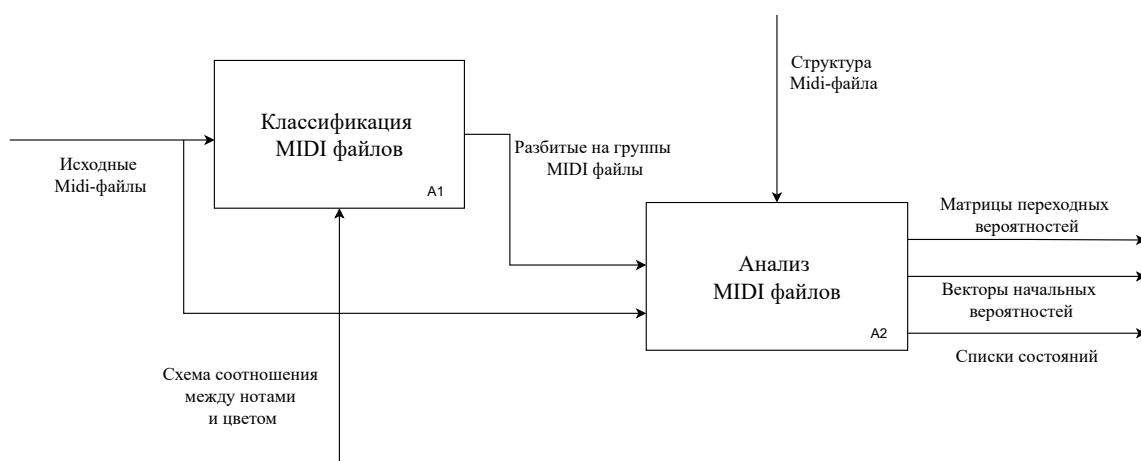 Структура
Midi-файла
Классификация
MIDI файлов
A1
Исходные
Midi-файлы
Разбитые на группы
MIDI файлы
Матрицы переходных
вероятностей
Анализ
MIDI файлов
A2
Векторы начальных
вероятностей
Списки состояний
Схема соотношения
между нотами
и цветом